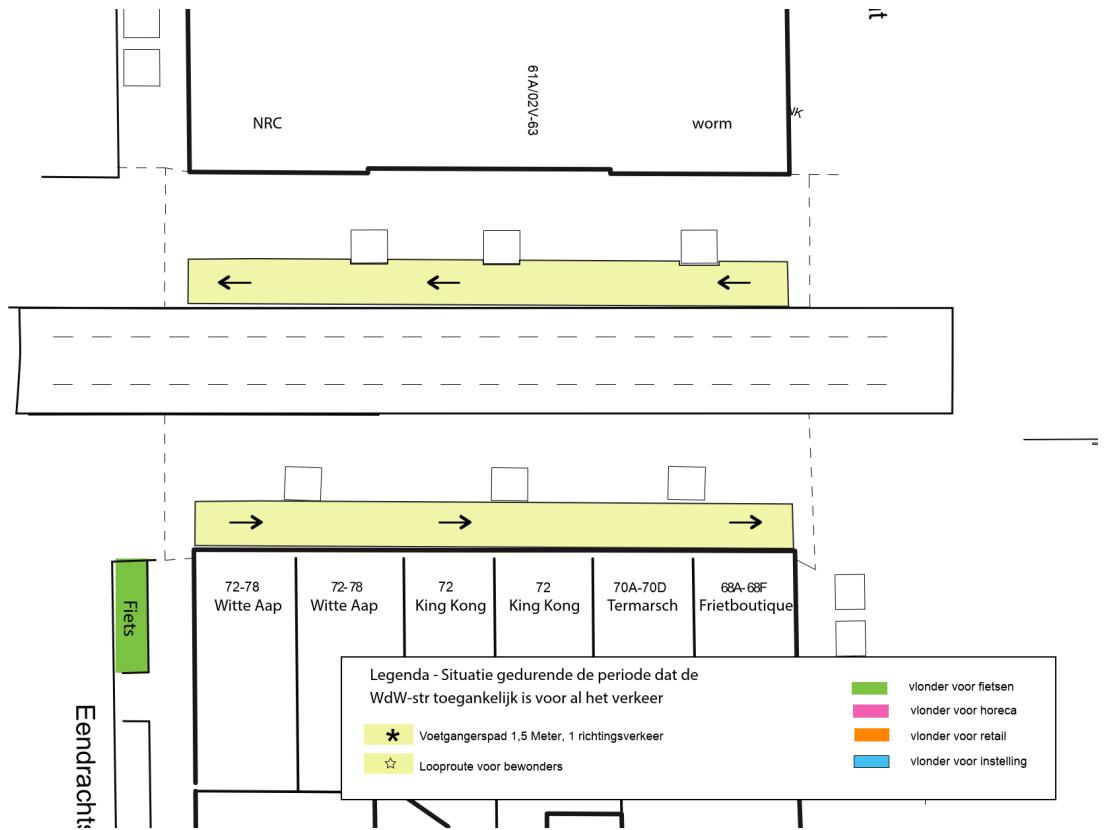 NRC
61A/02V-63
worm
72-78
Witte Aap
72-78
Witte Aap
72
King Kong
72
King Kong
70A-70D
Termarsch
68A-68F
Frietboutique
Fiets
Eendrachts
Legenda - Situatie gedurende de periode dat de
WdW-str toegankelijk is voor al het verkeer
* Voetgangerspad 1,5 Meter, 1 richtingsverkeer
☆ Looproute voor bewonders
vlonder voor fietsen
vlonder voor horeca
vlonder voor retail
vlonder voor instelling